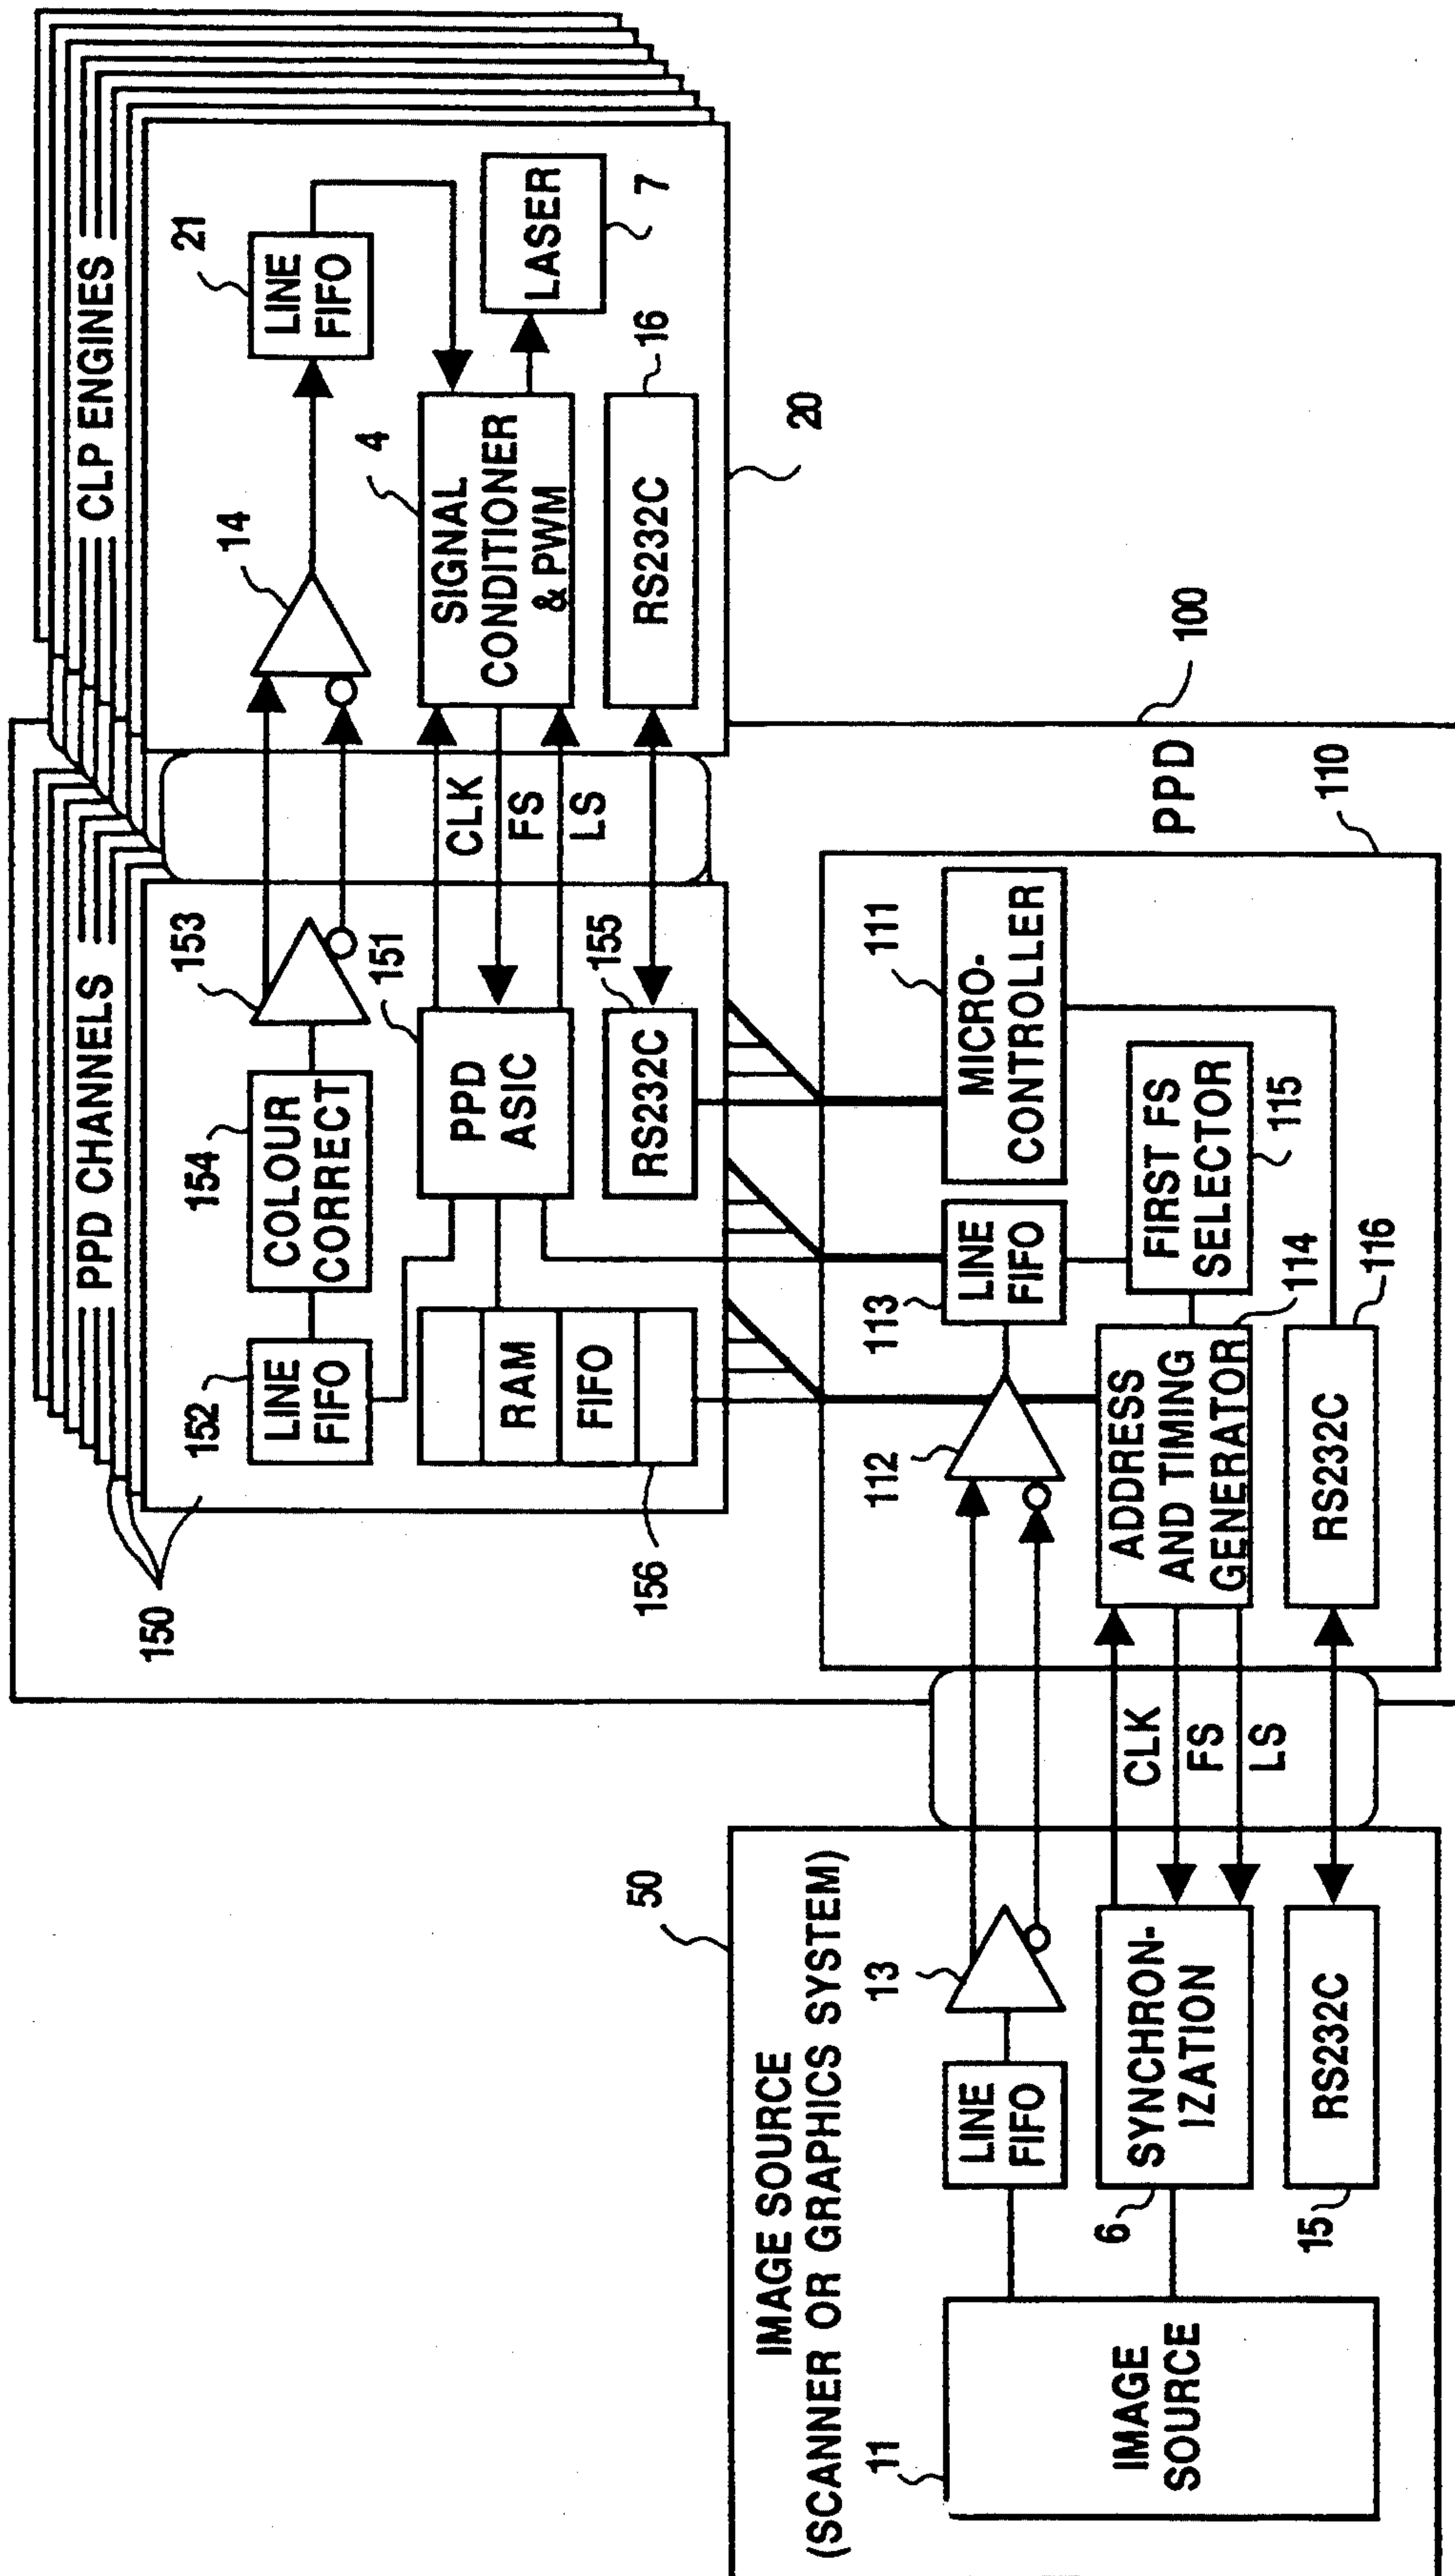 PPD CHANNELS
CLP ENGINES
150
152
LINE
FIFO
154
COLOUR
CORRECT
153
14
21
LINE
FIFO
156
RAM
FIFO
151
PPD
ASIC
155
RS232C
CLK
FS
LS
4
SIGNAL
CONDITIONER
& PWM
LASER
7
RS232C
16
20
100
PPD
110
IMAGE SOURCE
(SCANNER OR GRAPHICS SYSTEM)
50
11
IMAGE
SOURCE
LINE
FIFO
13
6
SYNCHRON-
IZATION
15
RS232C
CLK
FS
LS
112
113
LINE
FIFO
111
MICRO-
CONTROLLER
ADDRESS
AND TIMING
GENERATOR
114
FIRST FS
SELECTOR
115
RS232C
116